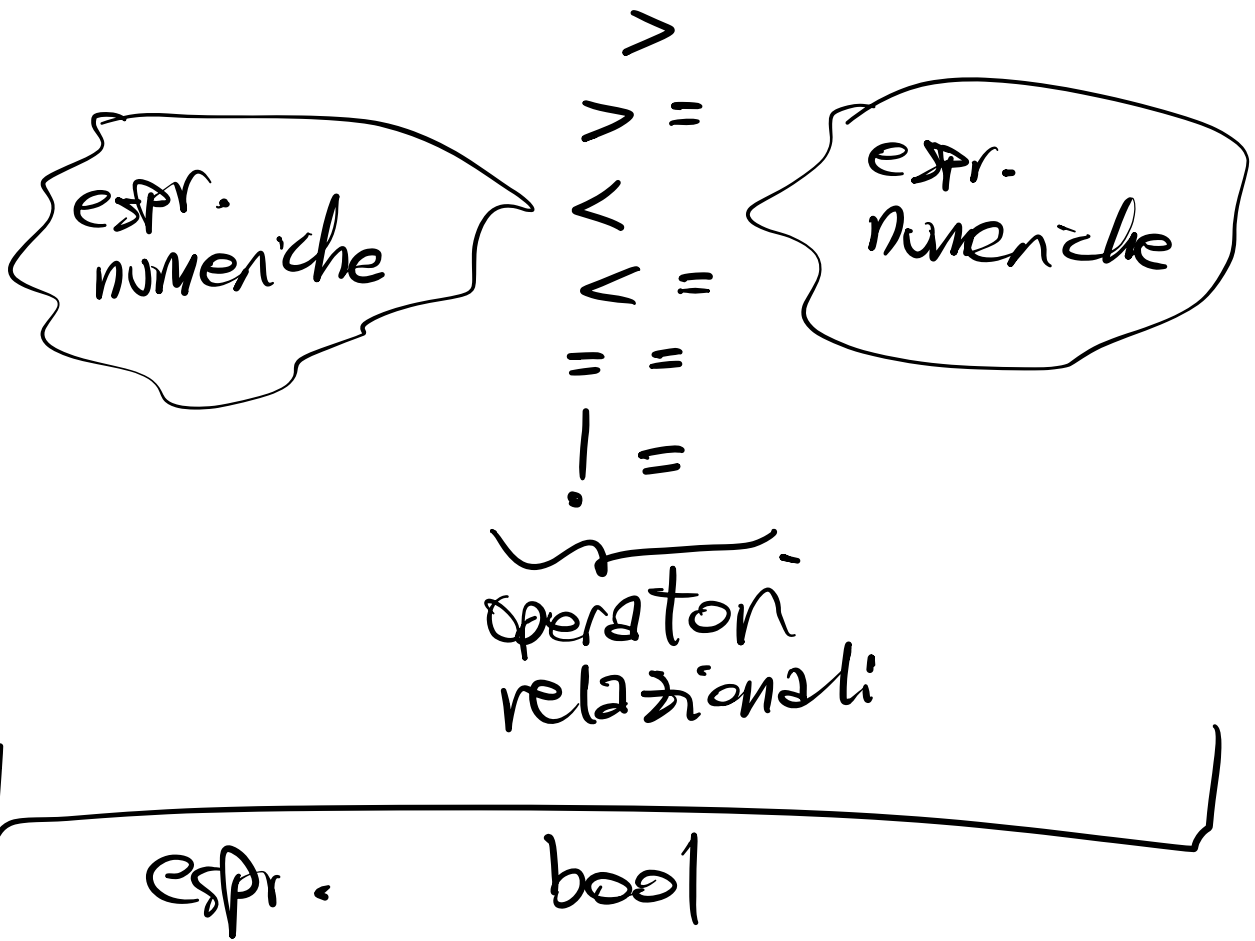 >
> =
<
< =
= =
! =
espr.
numeriche
espr.
numeriche
operatori
relazionali
espr. bool